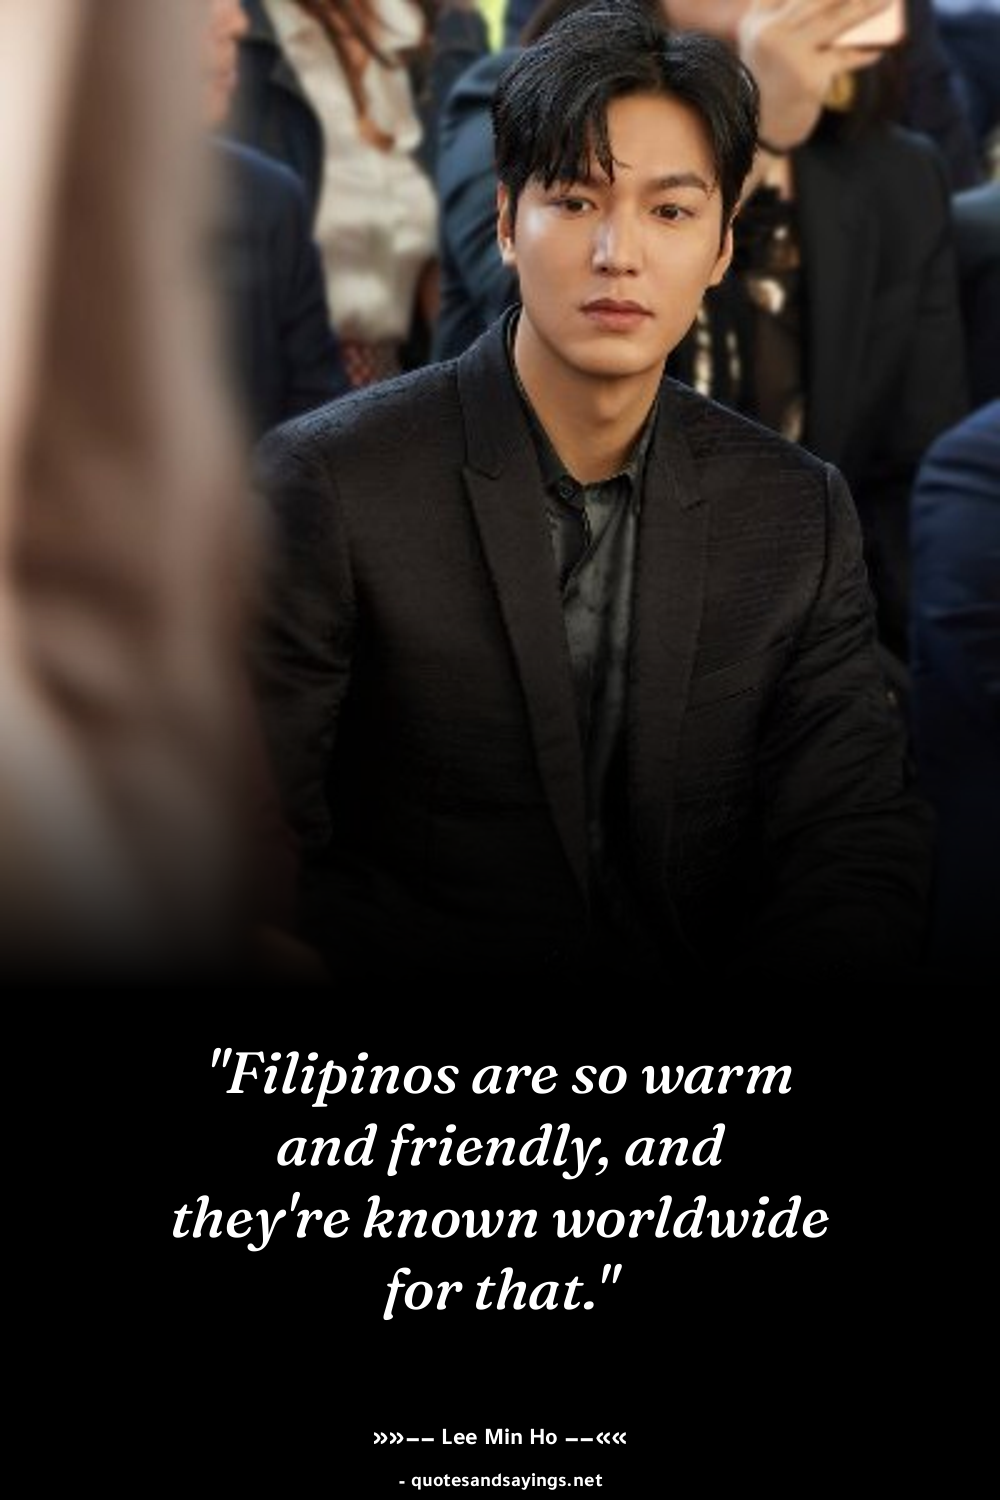 "Filipinos are so warm
and friendly, and
they're known worldwide
for that."
»»–– Lee Min Ho ––««
- quotesandsayings.net